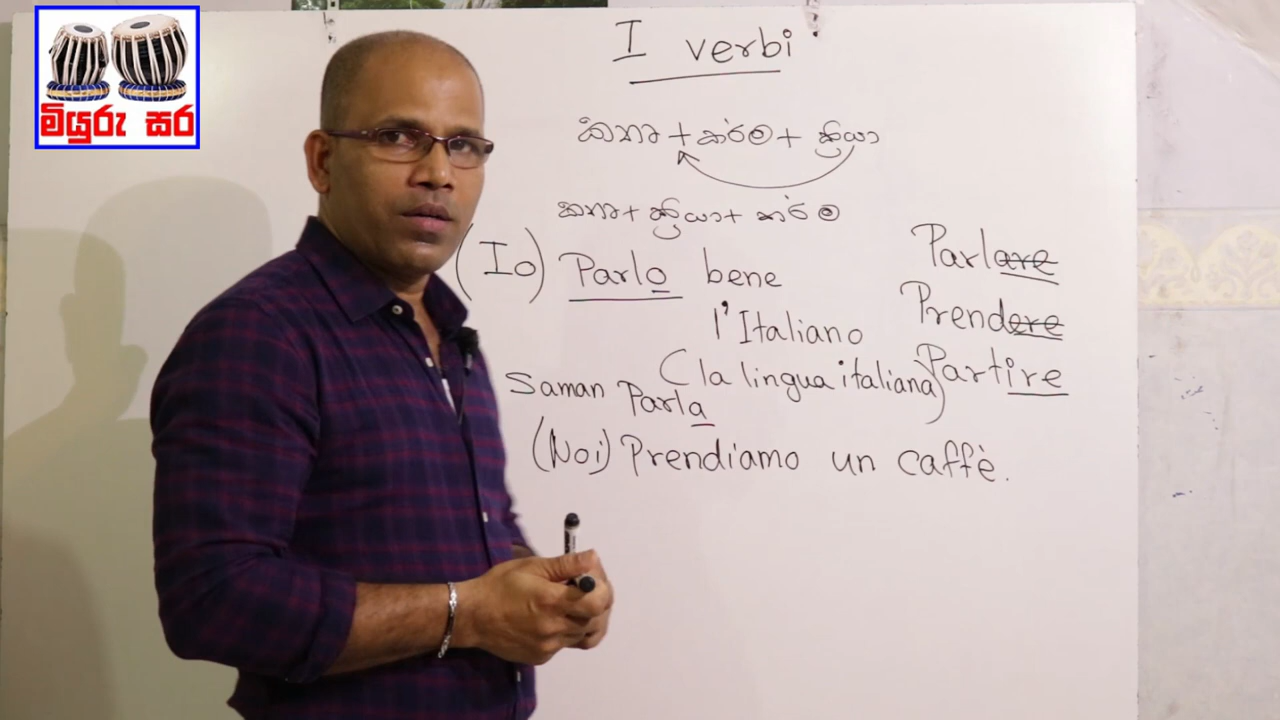 මියුරු සර
I verbi
කතෘ + කර්ම + ක්‍රියා
කතෘ + ක්‍රියා + කර්ම
(Io) Parlo bene
l'Italiano
(la lingua italiana)
Saman Parla
(Noi) Prendiamo un caffè.
Parlare
Prendere
Partire